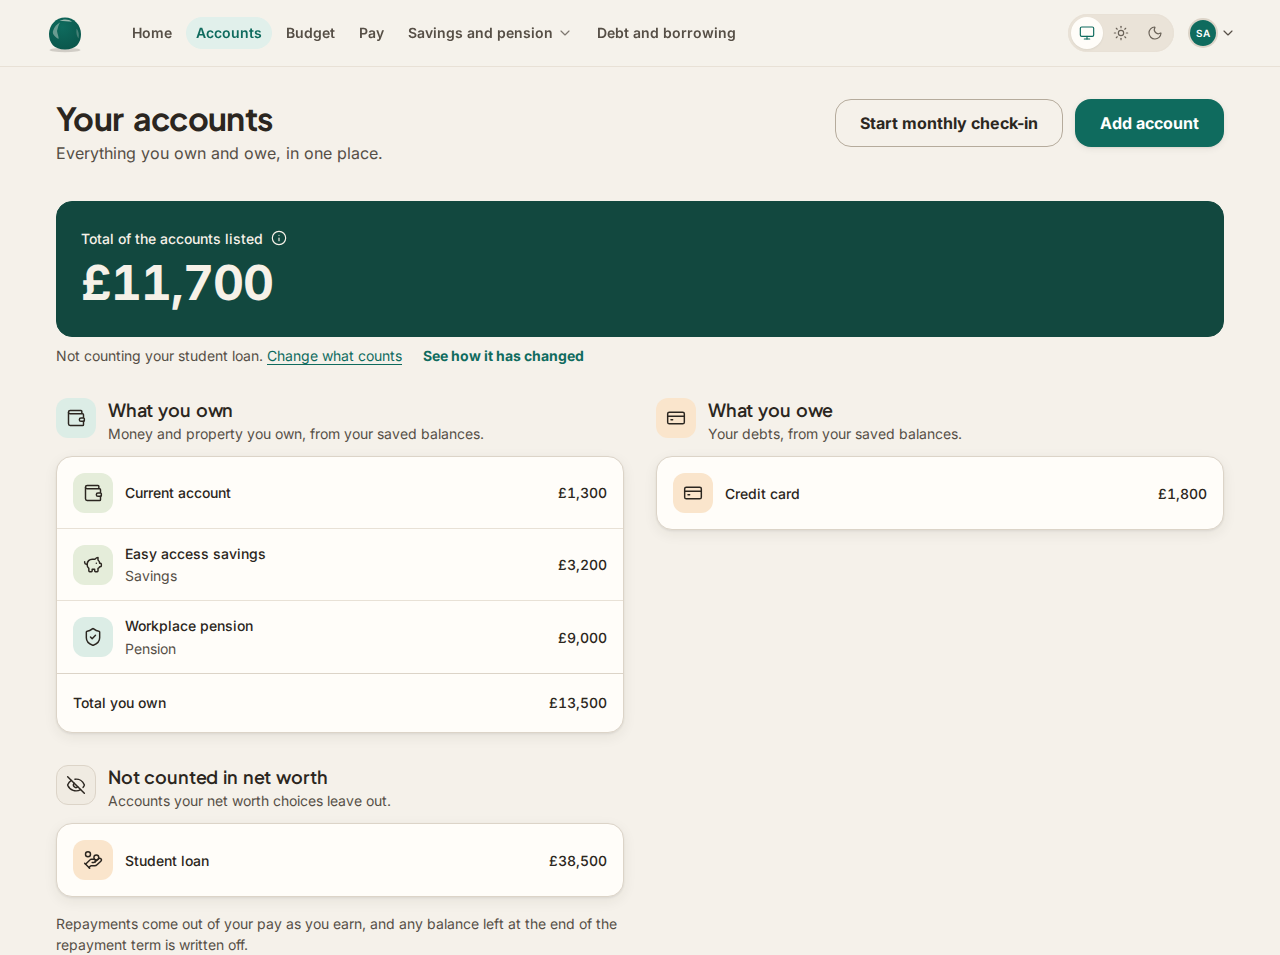 Home
Accounts
Budget
Pay
Savings and pension
Debt and borrowing
SA
Your accounts
Everything you own and owe, in one place.
Start monthly check-in
Add account
Total of the accounts listed
£11,700
Not counting your student loan. Change what counts
See how it has changed
What you own
Money and property you own, from your saved balances.
Current account
£1,300
Easy access savings
Savings
£3,200
Workplace pension
Pension
£9,000
Total you own
£13,500
What you owe
Your debts, from your saved balances.
Credit card
£1,800
Not counted in net worth
Accounts your net worth choices leave out.
Student loan
£38,500
Repayments come out of your pay as you earn, and any balance left at the end of the
repayment term is written off.